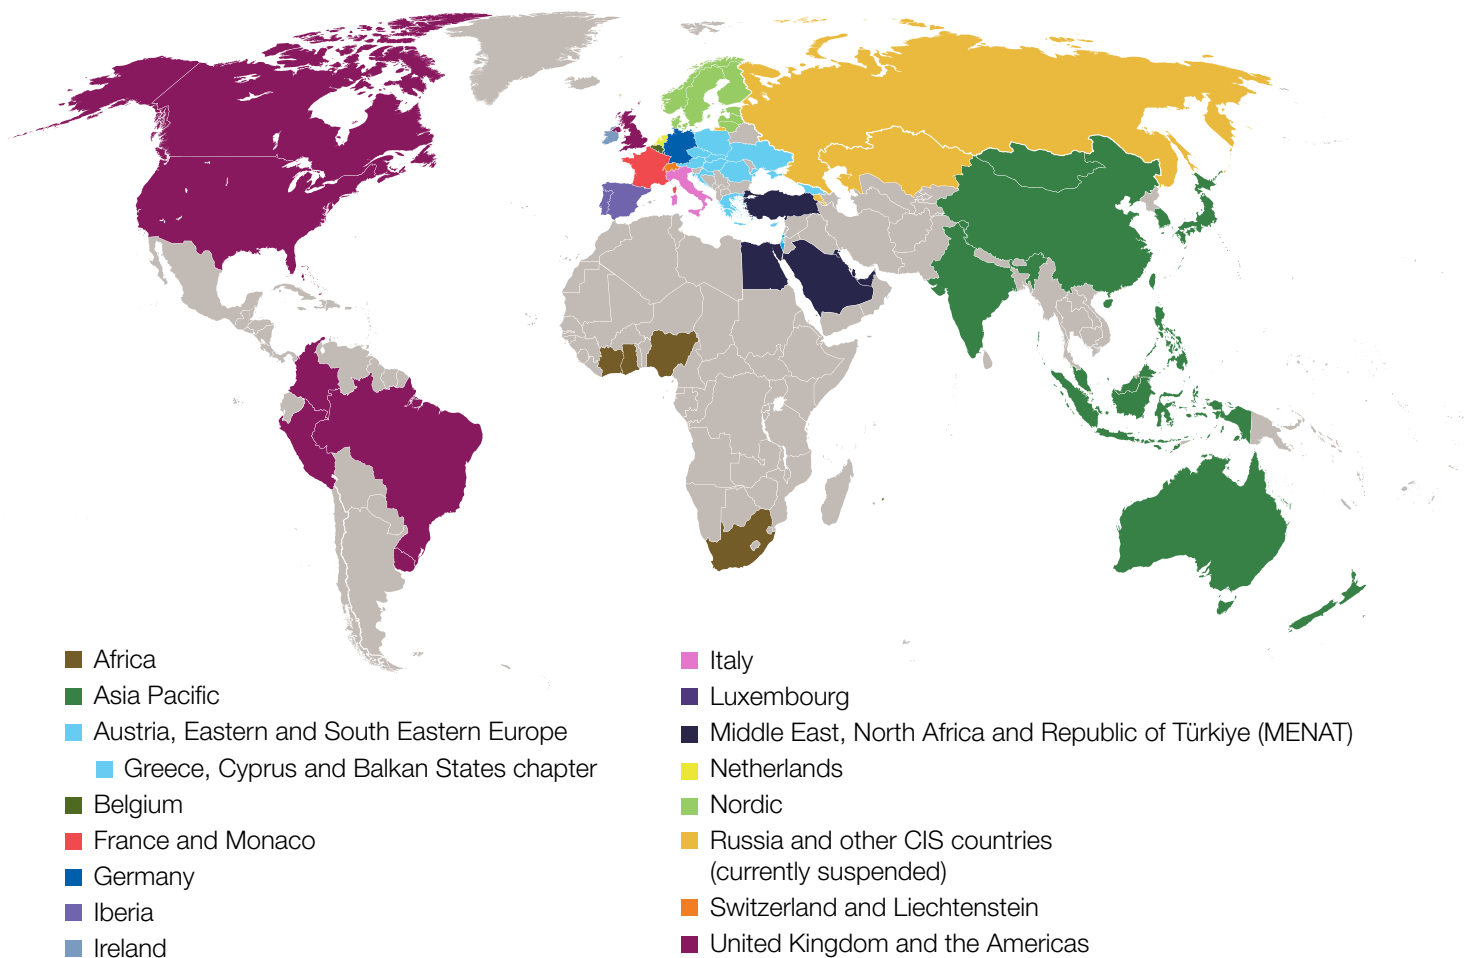 Africa
Asia Pacific
Austria, Eastern and South Eastern Europe
Greece, Cyprus and Balkan States chapter
Belgium
France and Monaco
Germany
Iberia
Ireland
Italy
Luxembourg
Middle East, North Africa and Republic of Türkiye (MENAT)
Netherlands
Nordic
Russia and other CIS countries
(currently suspended)
Switzerland and Liechtenstein
United Kingdom and the Americas